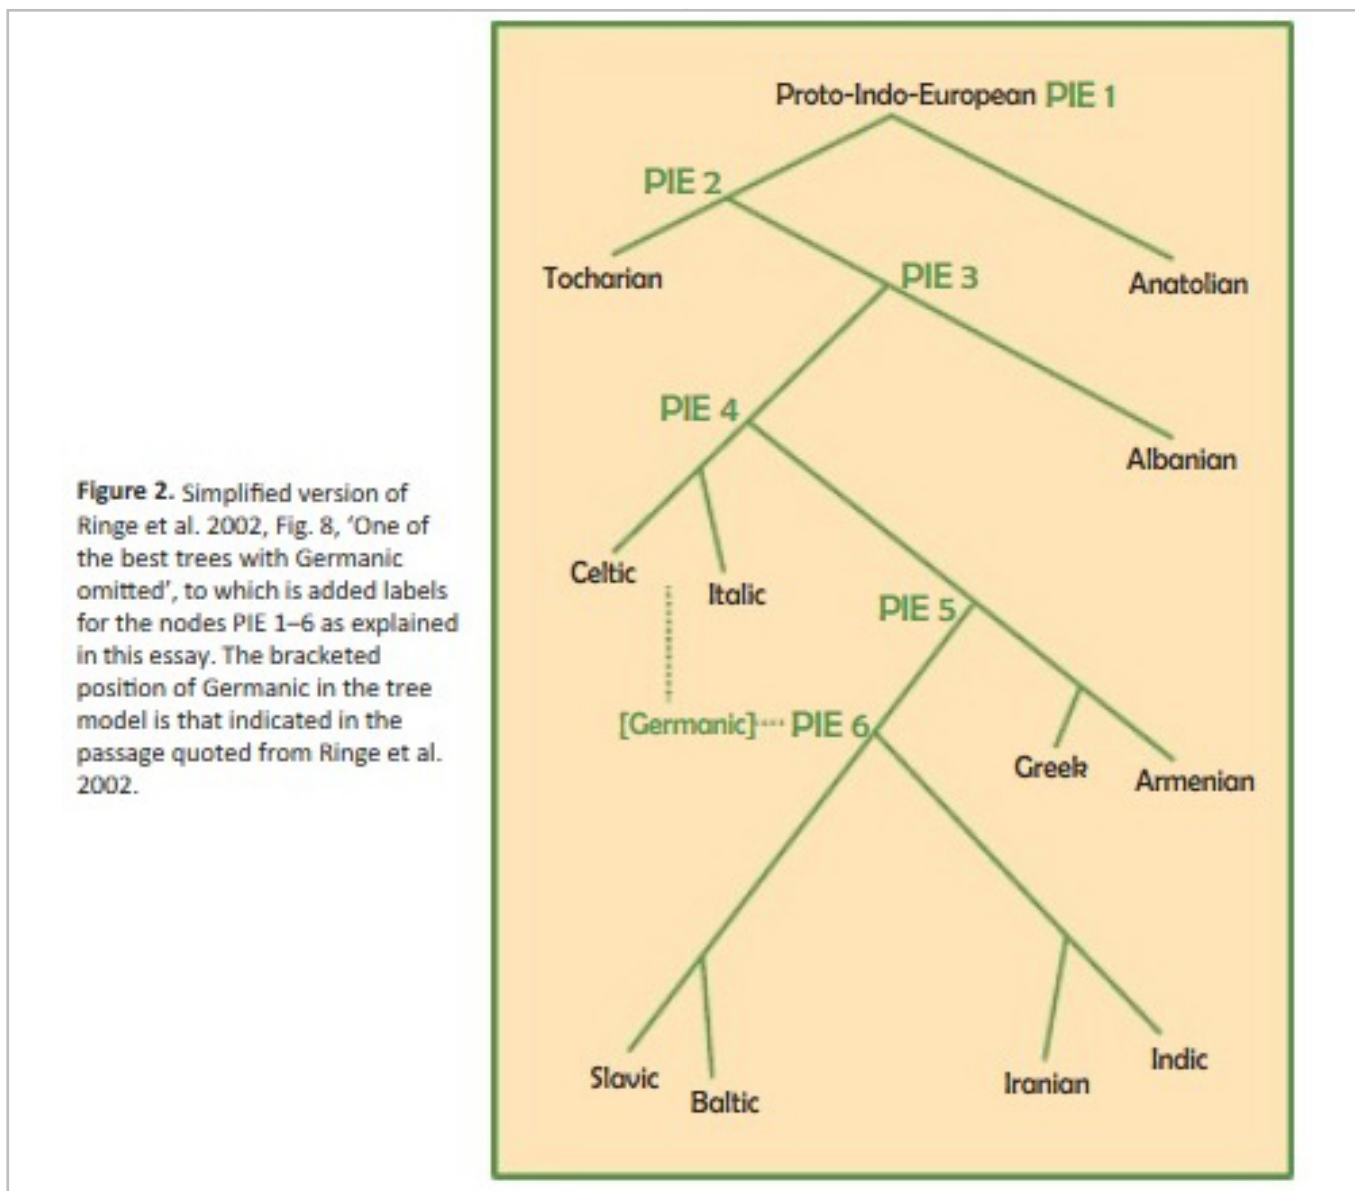 Proto-Indo-European PIE 1
PIE 2
Tocharian
PIE 3
Anatolian
PIE 4
Albanian
Celtic
Italic
PIE 5
[Germanic]
PIE 6
Greek
Armenian
Slavic
Baltic
Iranian
Indic
Figure 2. Simplified version of
Ringe et al. 2002, Fig. 8, ‘One of
the best trees with Germanic
omitted’, to which is added labels
for the nodes PIE 1–6 as explained
in this essay. The bracketed
position of Germanic in the tree
model is that indicated in the
passage quoted from Ringe et al.
2002.